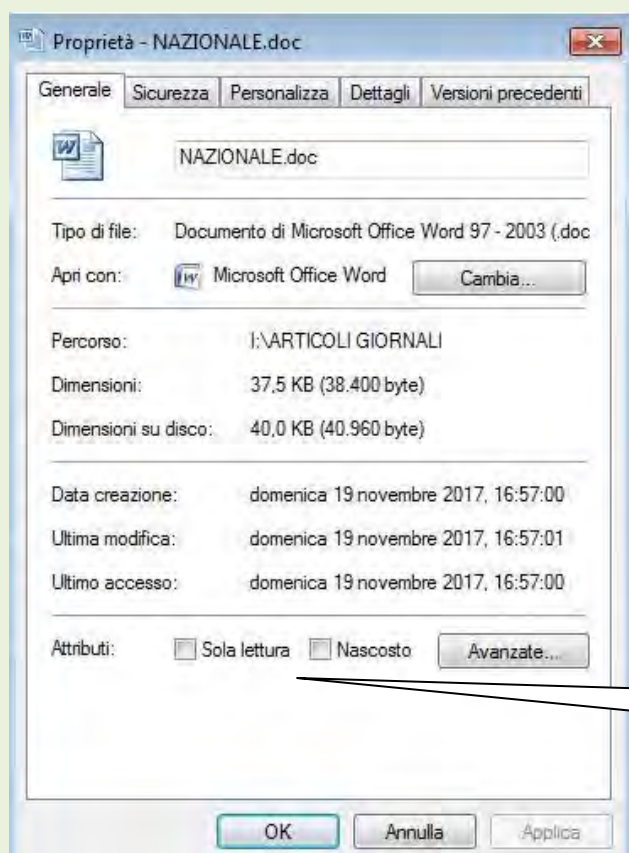 Proprietà - NAZIONALE.doc
Generale Sicurezza Personalizza Dettagli Versioni precedenti
NAZIONALE.doc
Tipo di file: Documento di Microsoft Office Word 97 - 2003 (.doc
Apri con: Microsoft Office Word Cambia...
Percorso: I:\ARTICOLI GIORNALI
Dimensioni: 37,5 KB (38.400 byte)
Dimensioni su disco: 40,0 KB (40.960 byte)
Data creazione: domenica 19 novembre 2017, 16:57:00
Ultima modifica: domenica 19 novembre 2017, 16:57:01
Ultimo accesso: domenica 19 novembre 2017, 16:57:00
Attributi: Sola lettura Nascosto Avanzate...
OK Annulla Applica